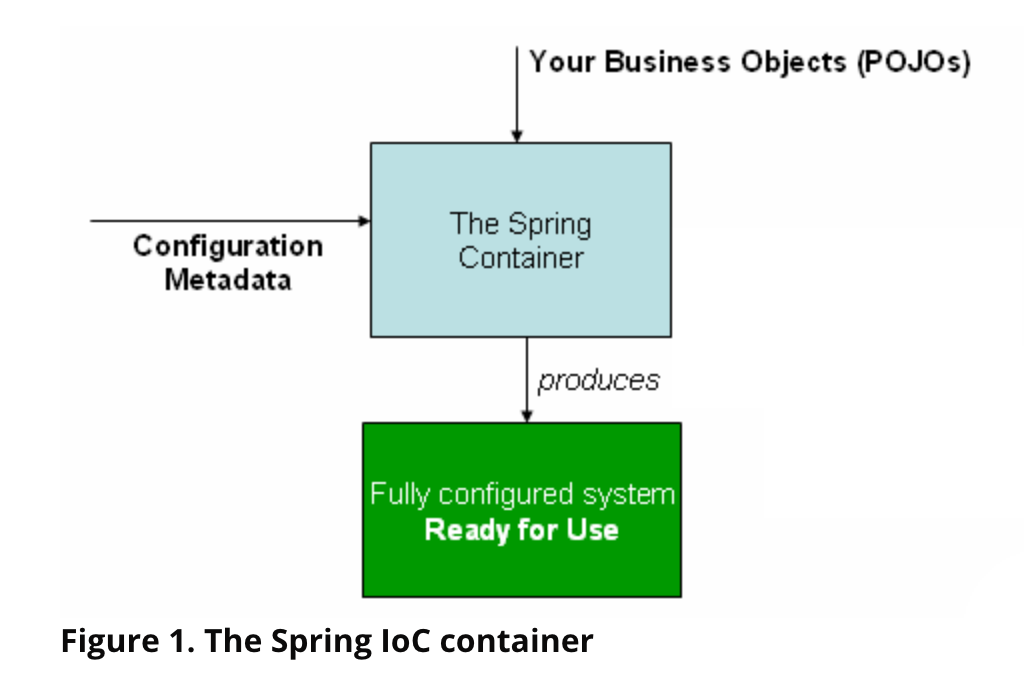 Your Business Objects (POJOs)
The Spring
Container
Configuration
Metadata
produces
Fully configured system
Ready for Use
Figure 1. The Spring IoC container